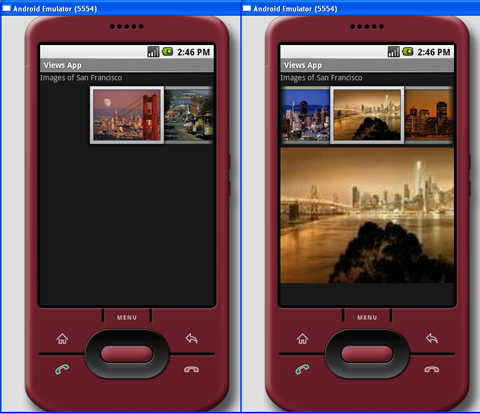 Android Emulator (5554)
2:46 PM
Views App
Images of San Francisco
MENU
Android Emulator (5554)
2:46 PM
Views App
Images of San Francisco
MENU